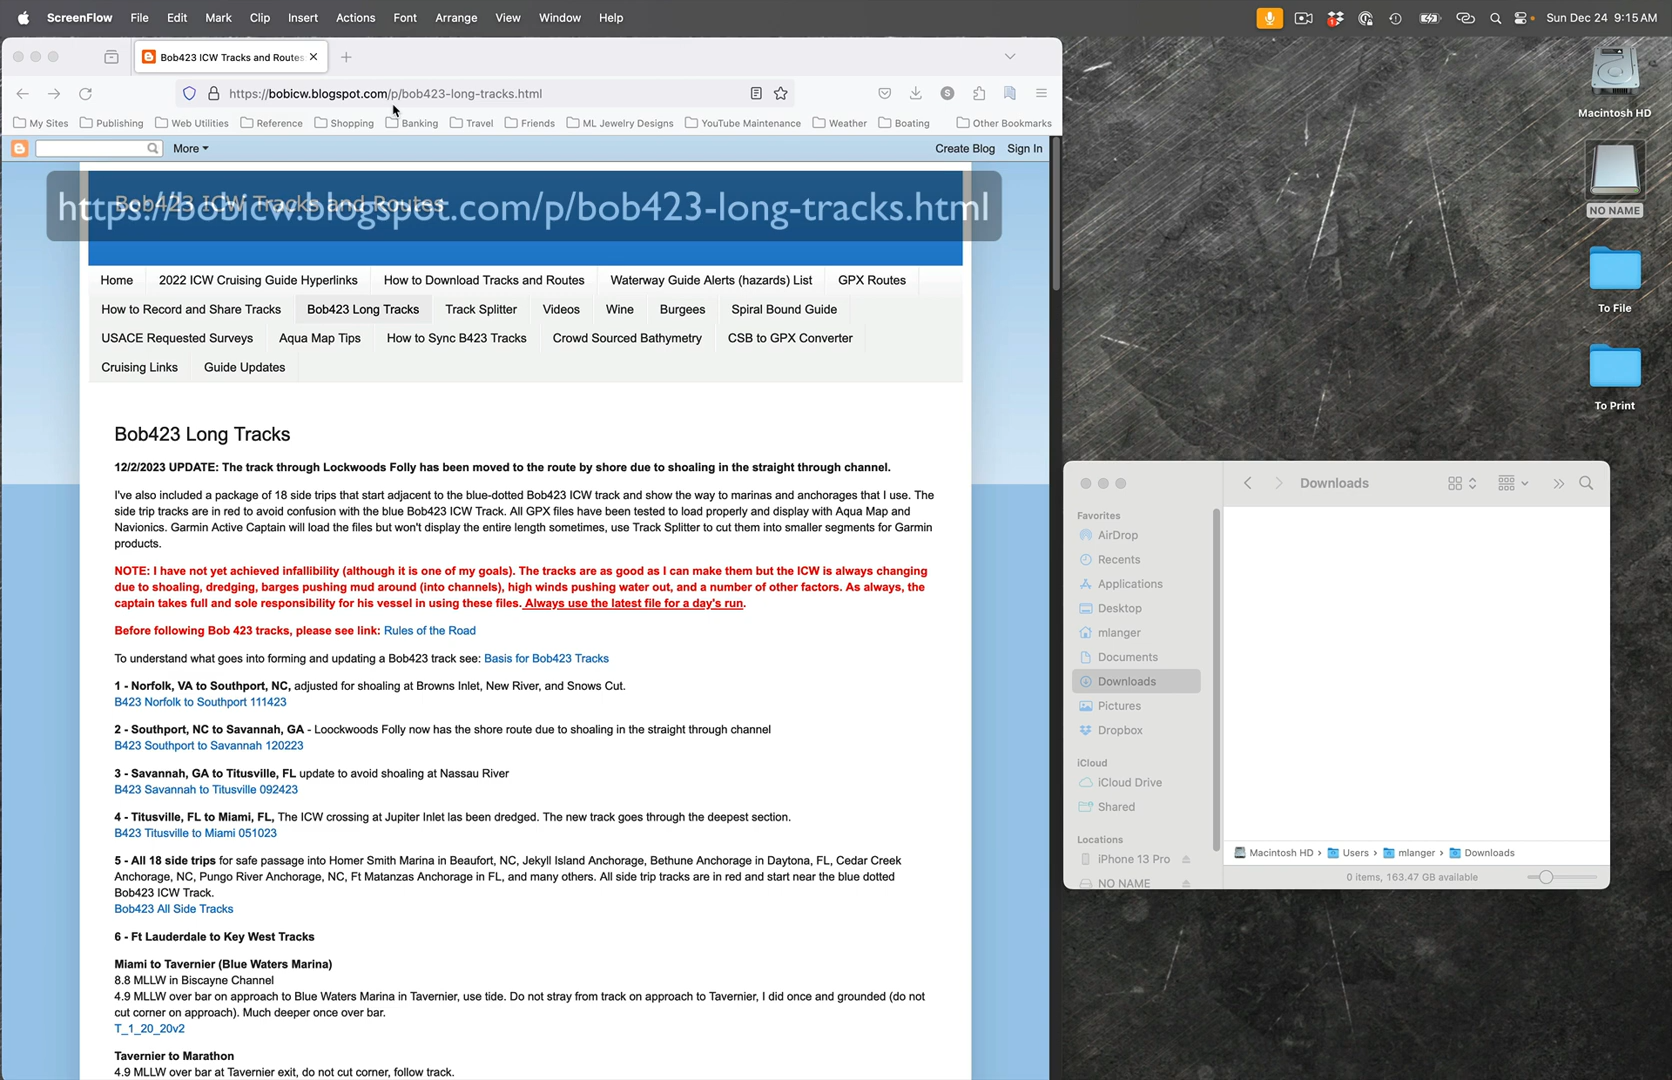 ScreenFlow File Edit Mark Clip Insert Actions Font Arrange View Window Help
Sun Dec 24 9:15 AM
Bob423 ICW Tracks and Routes
https://bobicw.blogspot.com/p/bob423-long-tracks.html
My Sites Publishing Web Utilities Reference Shopping Banking Travel Friends ML Jewelry Designs YouTube Maintenance Weather Boating Other Bookmarks
More Create Blog Sign In
Bob423 ICW Tracks and Routes
https://bobicw.blogspot.com/p/bob423-long-tracks.html
Home 2022 ICW Cruising Guide Hyperlinks How to Download Tracks and Routes Waterway Guide Alerts (hazards) List GPX Routes
How to Record and Share Tracks Bob423 Long Tracks Track Splitter Videos Wine Burgees Spiral Bound Guide
USACE Requested Surveys Aqua Map Tips How to Sync B423 Tracks Crowd Sourced Bathymetry CSB to GPX Converter
Cruising Links Guide Updates
Bob423 Long Tracks
12/2/2023 UPDATE: The track through Lockwoods Folly has been moved to the route by shore due to shoaling in the straight through channel.
I've also included a package of 18 side trips that start adjacent to the blue-dotted Bob423 ICW track and show the way to marinas and anchorages that I use. The
side trip tracks are in red to avoid confusion with the blue Bob423 ICW Track. All GPX files have been tested to load properly and display with Aqua Map and
Navionics. Garmin Active Captain will load the files but won't display the entire length sometimes, use Track Splitter to cut them into smaller segments for Garmin
products.
NOTE: I have not yet achieved infallibility (although it is one of my goals). The tracks are as good as I can make them but the ICW is always changing
due to shoaling, dredging, barges pushing mud around (into channels), high winds pushing water out, and a number of other factors. As always, the
captain takes full and sole responsibility for his vessel in using these files. Always use the latest file for a day's run.
Before following Bob 423 tracks, please see link: Rules of the Road
To understand what goes into forming and updating a Bob423 track see: Basis for Bob423 Tracks
1 - Norfolk, VA to Southport, NC, adjusted for shoaling at Browns Inlet, New River, and Snows Cut.
B423 Norfolk to Southport 111423
2 - Southport, NC to Savannah, GA - Loockwoods Folly now has the shore route due to shoaling in the straight through channel
B423 Southport to Savannah 120223
3 - Savannah, GA to Titusville, FL update to avoid shoaling at Nassau River
B423 Savannah to Titusville 092423
4 - Titusville, FL to Miami, FL, The ICW crossing at Jupiter Inlet las been dredged. The new track goes through the deepest section.
B423 Titusville to Miami 051023
5 - All 18 side trips for safe passage into Homer Smith Marina in Beaufort, NC, Jekyll Island Anchorage, Bethune Anchorage in Daytona, FL, Cedar Creek
Anchorage, NC, Pungo River Anchorage, NC, Ft Matanzas Anchorage in FL, and many others. All side trip tracks are in red and start near the blue dotted
Bob423 ICW Track.
Bob423 All Side Tracks
6 - Ft Lauderdale to Key West Tracks
Miami to Tavernier (Blue Waters Marina)
8.8 MLLW in Biscayne Channel
4.9 MLLW over bar on approach to Blue Waters Marina in Tavernier, use tide. Do not stray from track on approach to Tavernier, I did once and grounded (do not
cut corner on approach). Much deeper once over bar.
T_1_20_20v2
Tavernier to Marathon
4.9 MLLW over bar at Tavernier exit, do not cut corner, follow track.
Macintosh HD
NO NAME
To File
To Print
Downloads
Favorites
AirDrop
Recents
Applications
Desktop
mlanger
Documents
Downloads
Pictures
Dropbox
iCloud
iCloud Drive
Shared
Locations
iPhone 13 Pro
NO NAME
Macintosh HD › Users › mlanger › Downloads
0 items, 163.47 GB available